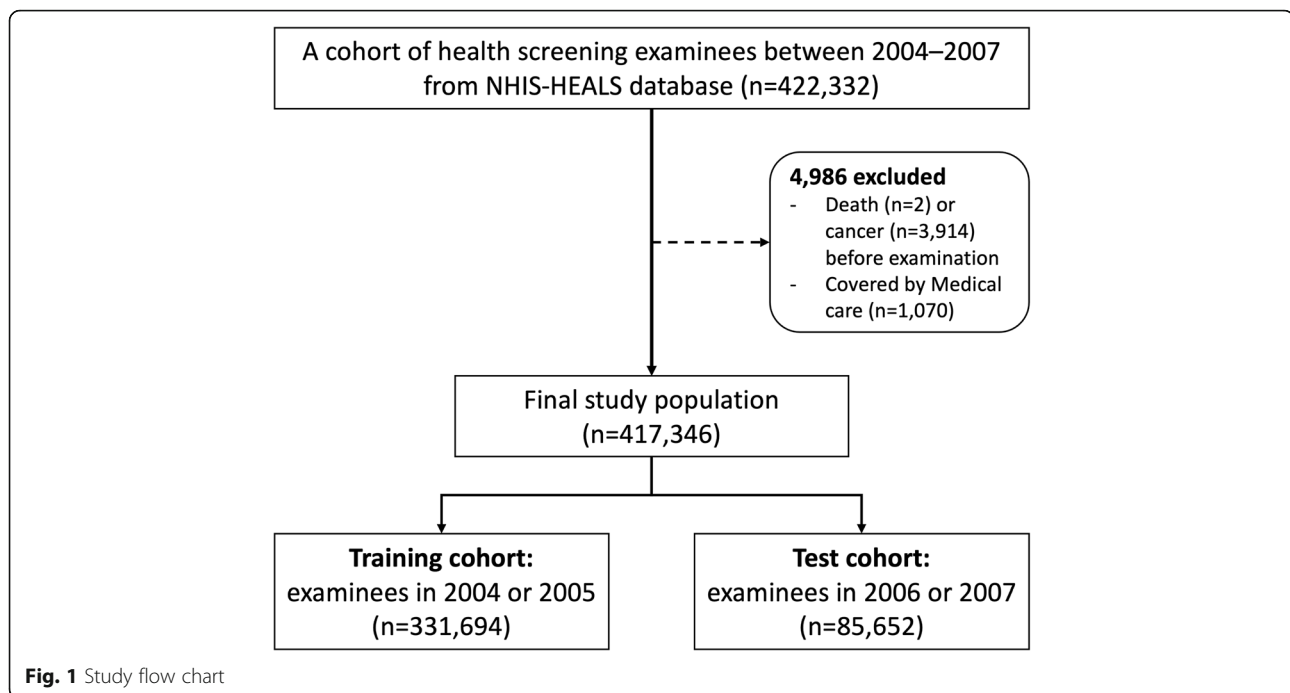 A cohort of health screening examinees between 2004–2007
from NHIS-HEALS database (n=422,332)
4,986 excluded
- Death (n=2) or
cancer (n=3,914)
before examination
- Covered by Medical
care (n=1,070)
Final study population
(n=417,346)
Training cohort:
examinees in 2004 or 2005
(n=331,694)
Test cohort:
examinees in 2006 or 2007
(n=85,652)
Fig. 1 Study flow chart